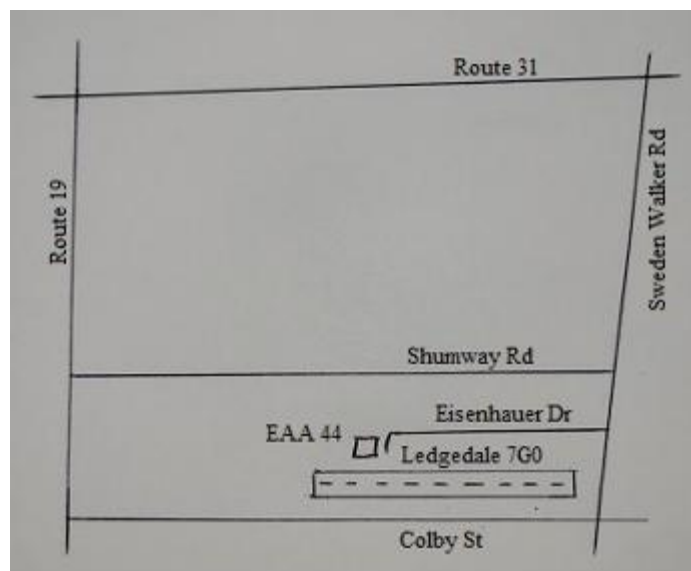 Route 31
Route 19
Sweden Walker Rd
Shumway Rd
Eisenhauer Dr
EAA 44
Ledgedale 7G0
Colby St